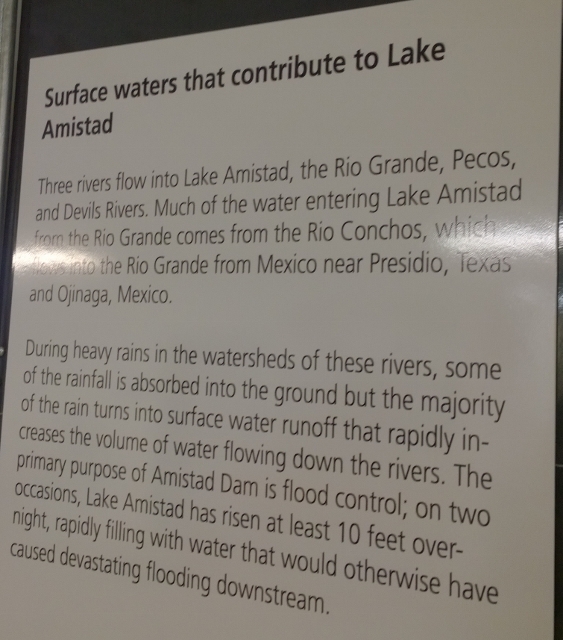 Surface waters that contribute to Lake
Amistad
Three rivers flow into Lake Amistad, the Rio Grande, Pecos,
and Devils Rivers. Much of the water entering Lake Amistad
from the Rio Grande comes from the Rio Conchos, which
flows into the Rio Grande from Mexico near Presidio, Texas
and Ojinaga, Mexico.
During heavy rains in the watersheds of these rivers, some
of the rainfall is absorbed into the ground but the majority
of the rain turns into surface water runoff that rapidly in-
creases the volume of water flowing down the rivers. The
primary purpose of Amistad Dam is flood control; on two
occasions, Lake Amistad has risen at least 10 feet over-
night, rapidly filling with water that would otherwise have
caused devastating flooding downstream.